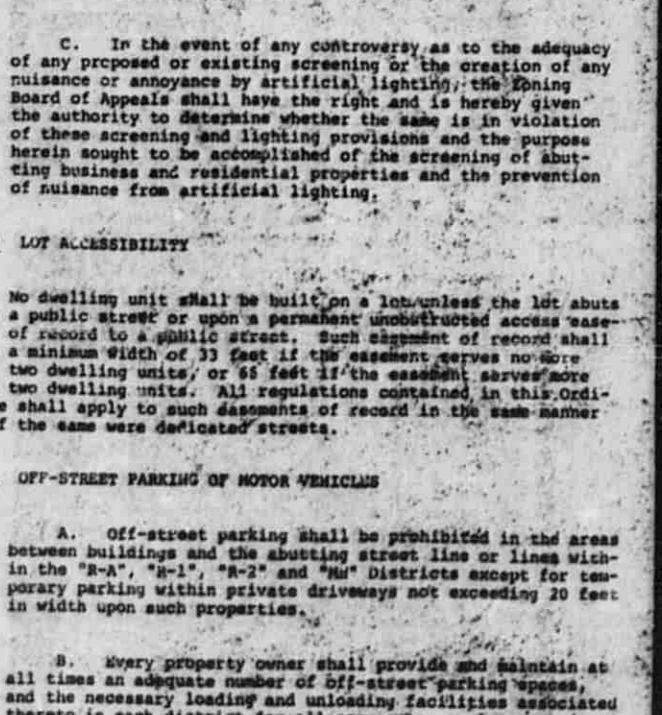 C. In the event of any controversy as to the adequacy
of any proposed or existing screening or the creation of any
nuisance or annoyance by artificial lighting, the Zoning
Board of Appeals shall have the right and is hereby given
the authority to determine whether the same is in violation
of these screening and lighting provisions and the purpose
herein sought to be accomplished of the screening of abut-
ting business and residential properties and the prevention
of nuisance from artificial lighting.
LOT ACCESSIBILITY
No dwelling unit shall be built on a lot unless the lot abuts
a public street or upon a permanent unobstructed access ease-
of record to a public street. Such easement of record shall
a minimum width of 33 feet if the easement serves no more
two dwelling units, or 66 feet if the easement serves more
two dwelling units. All regulations contained in this Ordi-
e shall apply to such easements of record in the same manner
f the same were dedicated streets.
OFF-STREET PARKING OF MOTOR VEHICLES
A. Off-street parking shall be prohibited in the areas
between buildings and the abutting street line or lines with-
in the "R-A", "R-1", "R-2" and Districts except for tem-
porary parking within private driveways not exceeding 20 feet
in width upon such properties.
B. Every property owner shall provide and maintain at
all times an adequate number of off-street parking spaces,
and the necessary loading and unloading facilities associated
thereto in each district for all